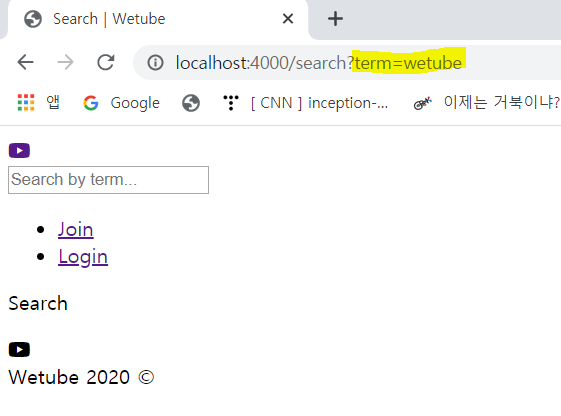 Search | Wetube
localhost:4000/search?term=wetube
앱 Google [ CNN ] inception-... 이제는 거북이냐?
Search by term...
Join
Login
Search
Wetube 2020 ©